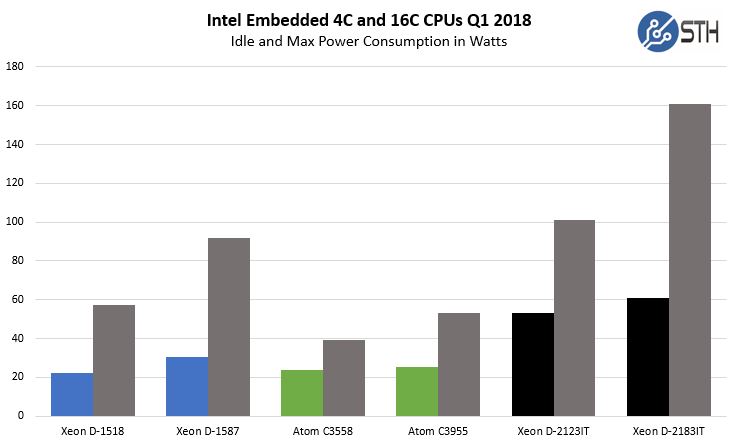 Intel Embedded 4C and 16C CPUs Q1 2018
Idle and Max Power Consumption in Watts
STH
180
160
140
120
100
80
60
40
20
0
Xeon D-1518 Xeon D-1587 Atom C3558 Atom C3955 Xeon D-2123IT Xeon D-2183IT